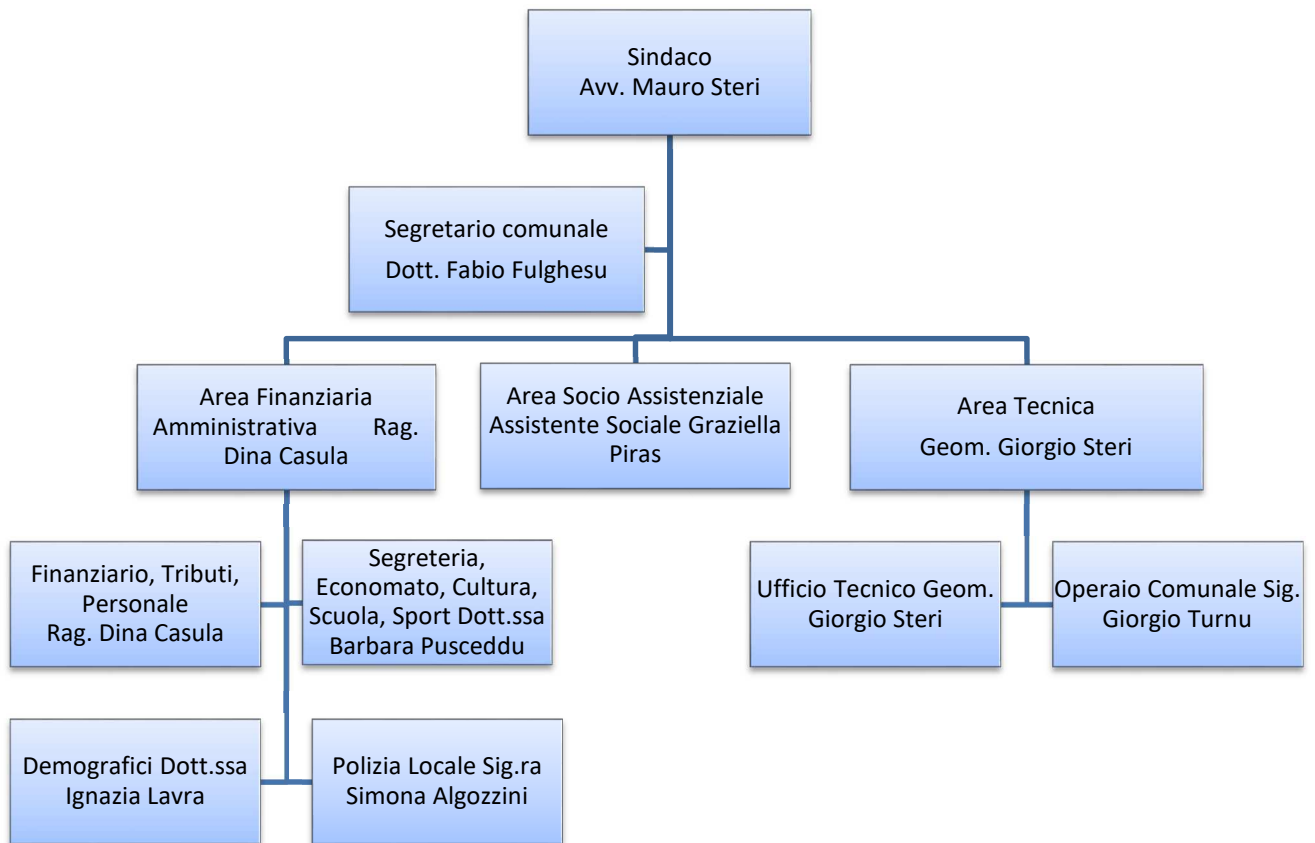 Sindaco
Avv. Mauro Steri
Segretario comunale
Dott. Fabio Fulghesu
Area Finanziaria
Amministrativa Rag.
Dina Casula
Area Socio Assistenziale
Assistente Sociale Graziella
Piras
Area Tecnica
Geom. Giorgio Steri
Finanziario, Tributi,
Personale
Rag. Dina Casula
Segreteria,
Economato, Cultura,
Scuola, Sport Dott.ssa
Barbara Pusceddu
Ufficio Tecnico Geom.
Giorgio Steri
Operaio Comunale Sig.
Giorgio Turnu
Demografici Dott.ssa
Ignazia Lavra
Polizia Locale Sig.ra
Simona Algozzini